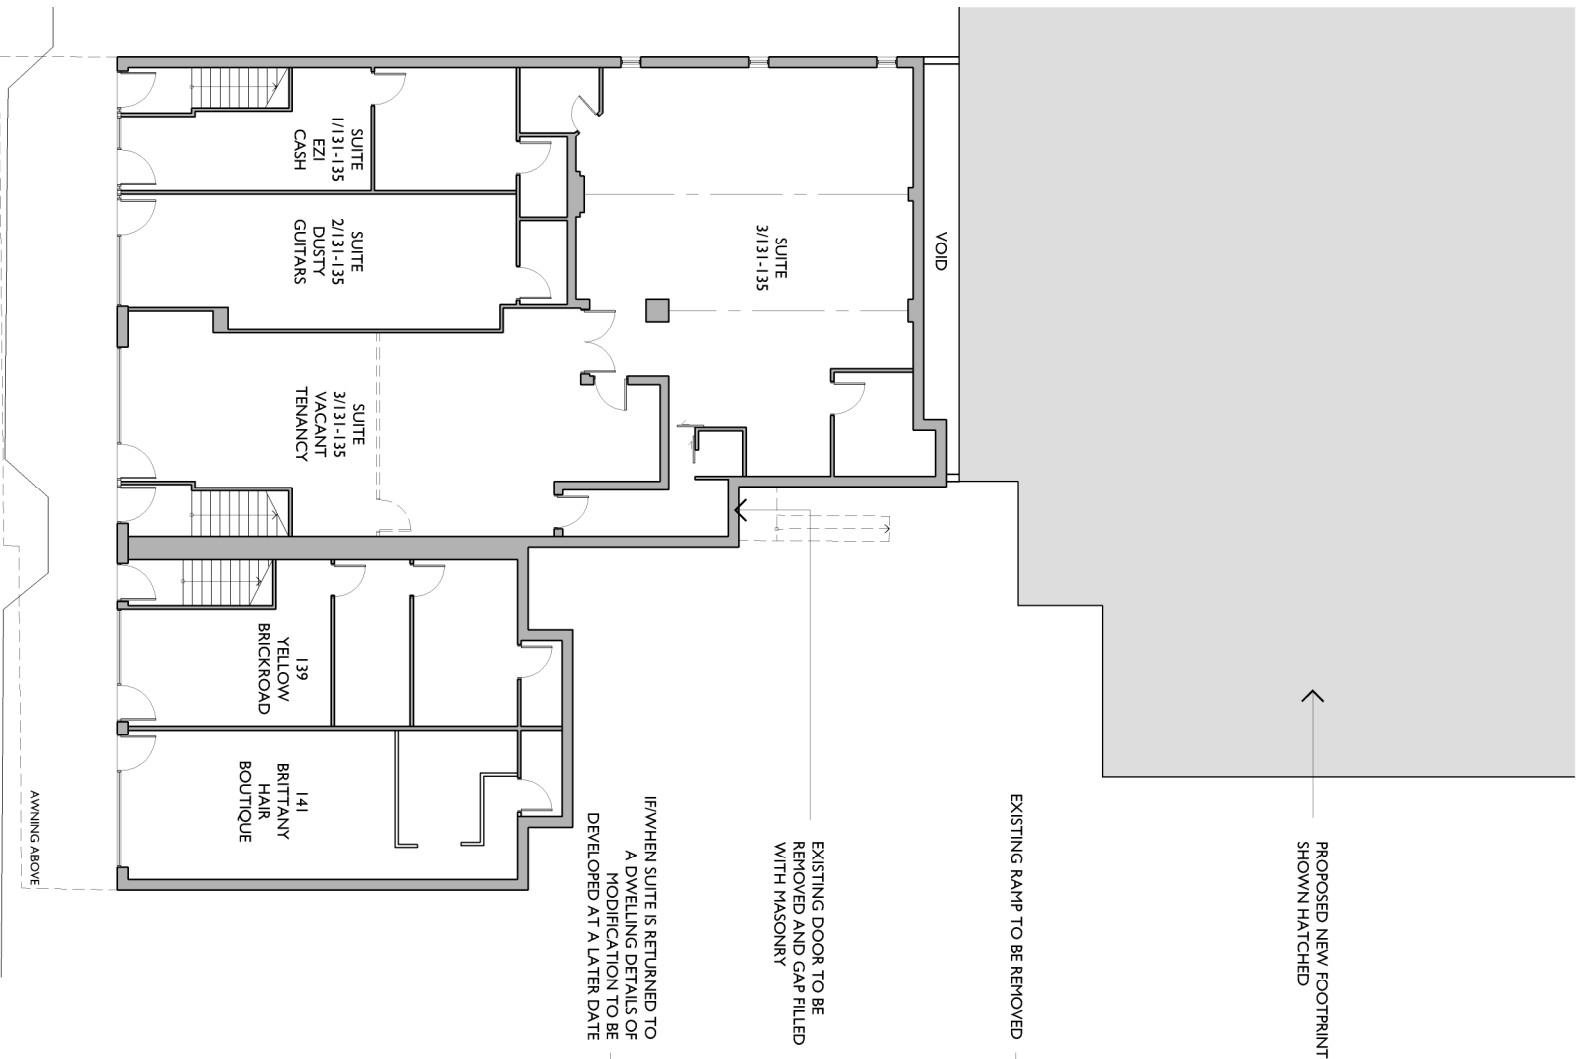 SUITE
1/131-135
EZI
CASH
SUITE
2/131-135
DUSTY
GUITARS
SUITE
3/131-135
VACANT
TENANCY
SUITE
3/131-135
VOID
139
YELLOW
BRICKROAD
141
BRITTANY
HAIR
BOUTIQUE
AWNING ABOVE
IF/WHEN SUITE IS RETURNED TO
A DWELLING DETAILS OF
MODIFICATION TO BE
DEVELOPED AT A LATER DATE
EXISTING DOOR TO BE
REMOVED AND GAP FILLED
WITH MASONRY
EXISTING RAMP TO BE REMOVED
PROPOSED NEW FOOTPRINT
SHOWN HATCHED